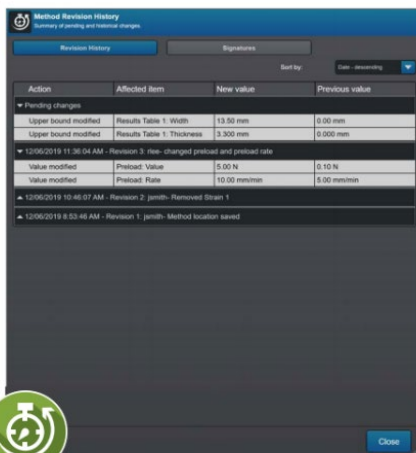 Method Revision History
Summary of pending and historical changes.
Revision History Signatures
Sort by: Date - descending
Action Affected item New value Previous value
Pending changes
Upper bound modified Results Table 1: Width 13.50 mm 0.00 mm
Upper bound modified Results Table 1: Thickness 3.300 mm 0.000 mm
12/06/2019 11:36:04 AM - Revision 3: rlee- changed preload and preload rate
Value modified Preload: Value 5.00 N 0.10 N
Value modified Preload: Rate 10.00 mm/min 5.00 mm/min
12/06/2019 10:46:07 AM - Revision 2: jsmith- Removed Strain 1
12/06/2019 8:53:46 AM - Revision 1: jsmith- Method location saved
Close